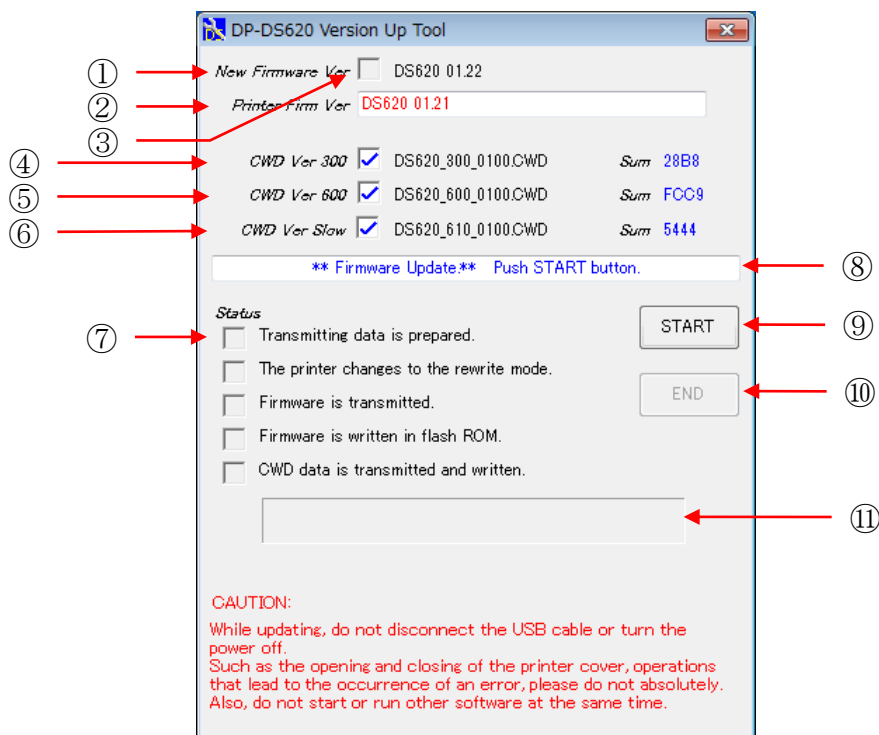 DP-DS620 Version Up Tool
① New Firmware Ver DS620 01.22
② Printer Firm Ver DS620 01.21
③
④ CWD Ver 300 DS620_300_0100.CWD Sum 28B8
⑤ CWD Ver 600 DS620_600_0100.CWD Sum FCC9
⑥ CWD Ver Slow DS620_610_0100.CWD Sum 5444
** Firmware Update** Push START button. ⑧
Status
⑦ Transmitting data is prepared. START ⑨
The printer changes to the rewrite mode.
END ⑩
Firmware is transmitted.
Firmware is written in flash ROM.
CWD data is transmitted and written.
⑪
CAUTION:
While updating, do not disconnect the USB cable or turn the
power off.
Such as the opening and closing of the printer cover, operations
that lead to the occurrence of an error, please do not absolutely.
Also, do not start or run other software at the same time.